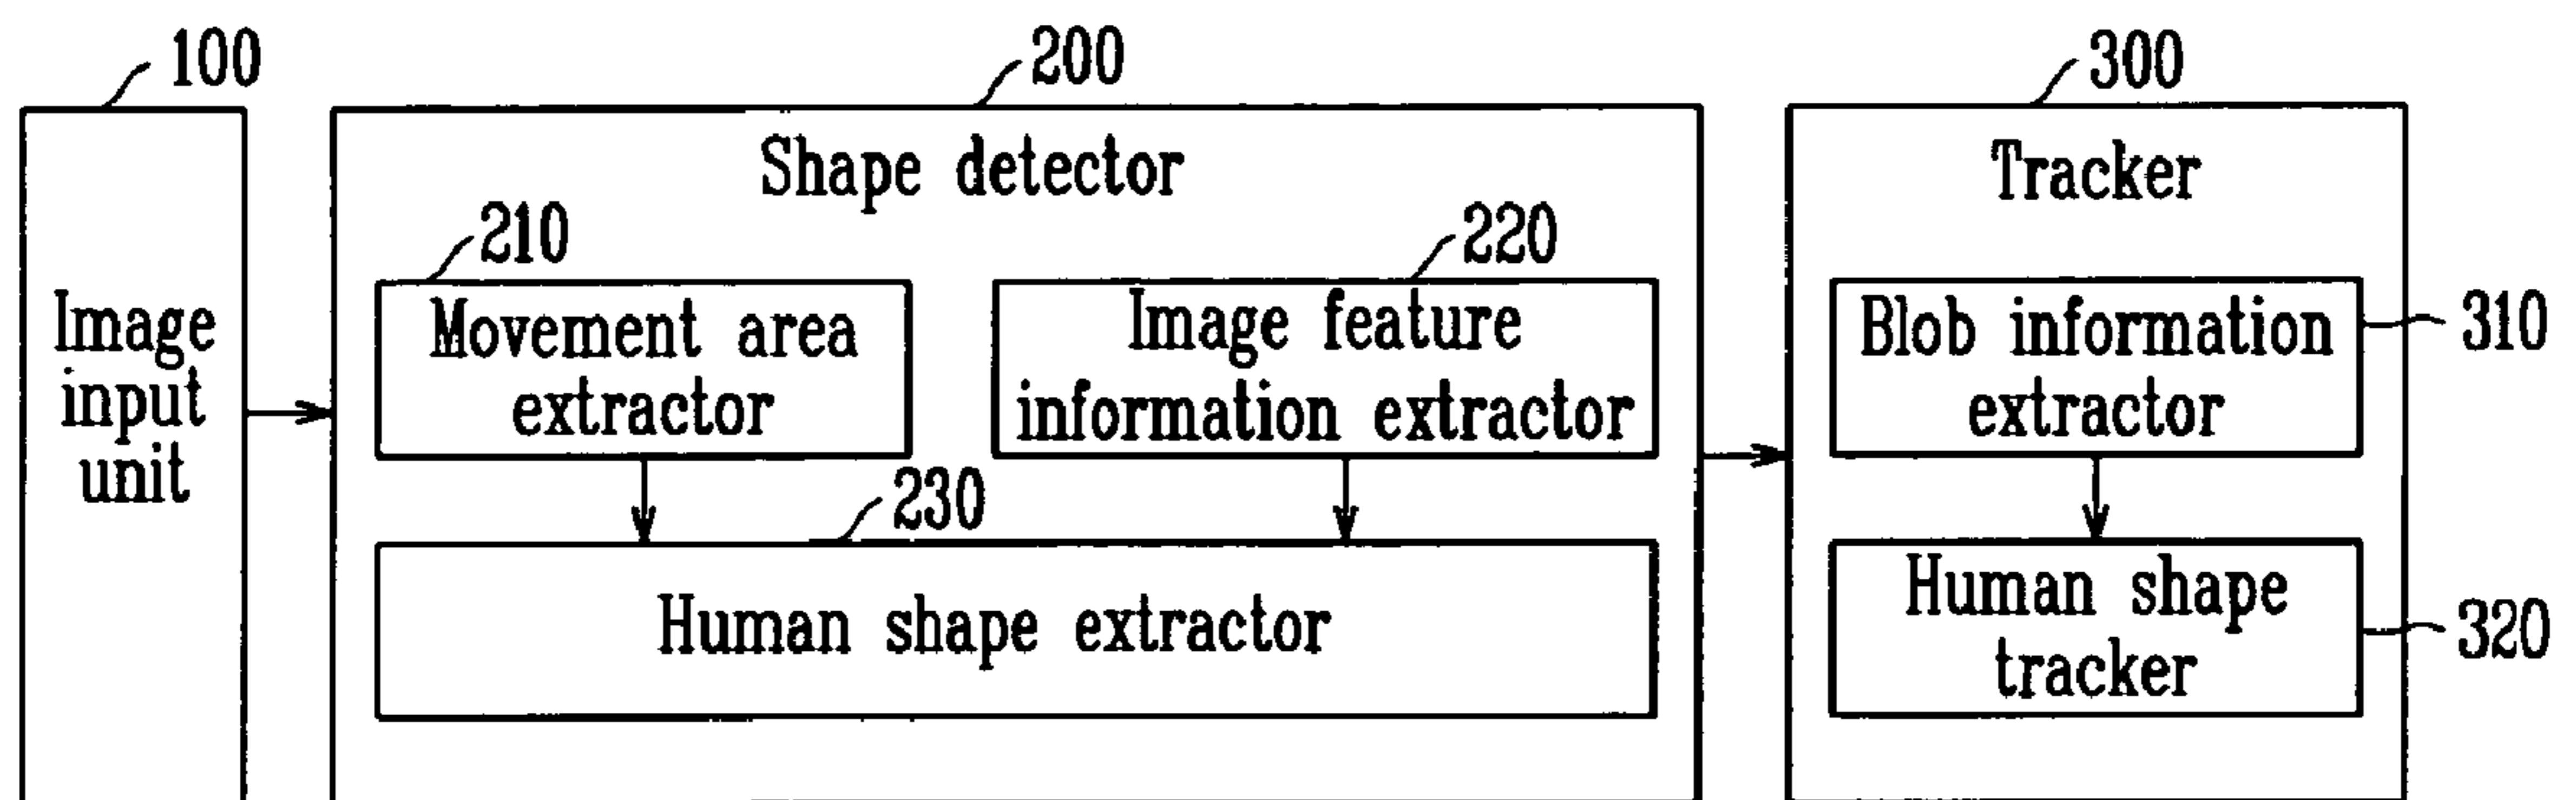 100
200
300
Image
input
unit
Shape detector
210
220
Movement area
extractor
Image feature
information extractor
230
Human shape extractor
Tracker
Blob information
extractor
310
Human shape
tracker
320